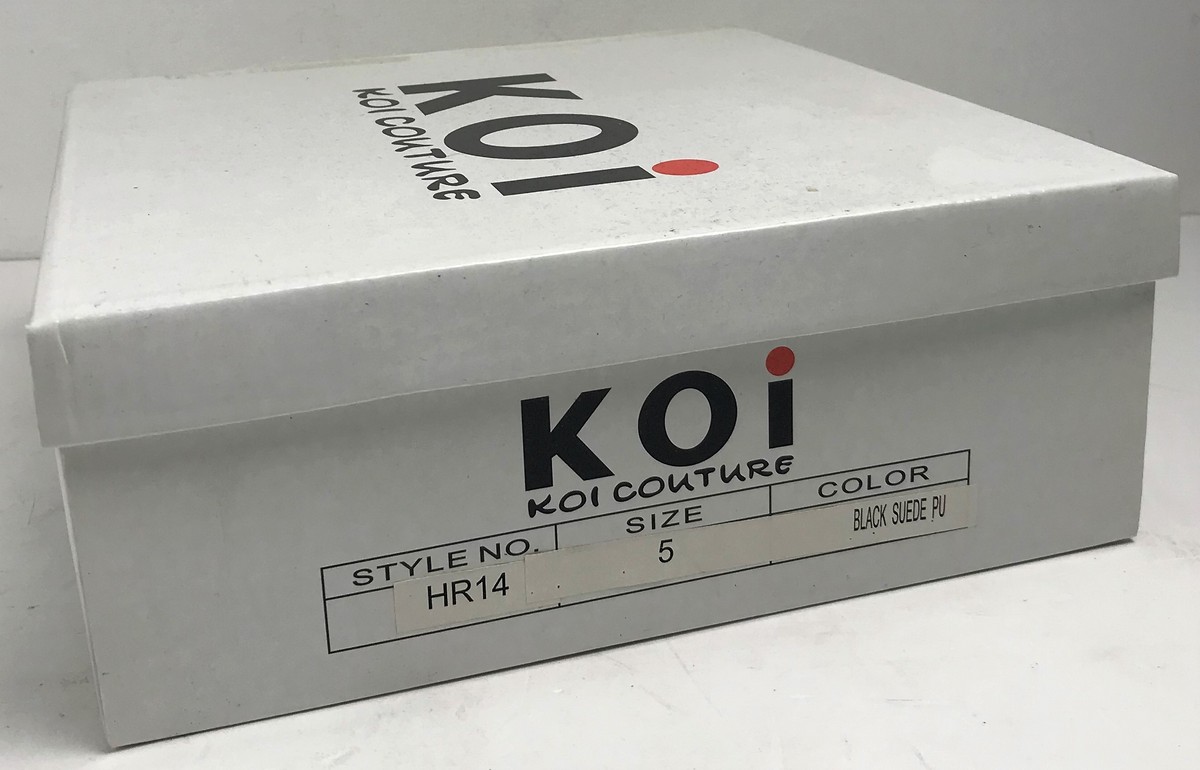 KOi
KOI COUTURE
KOi
KOI COUTURE
STYLE NO. SIZE COLOR
HR14 5 BLACK SUEDE PU